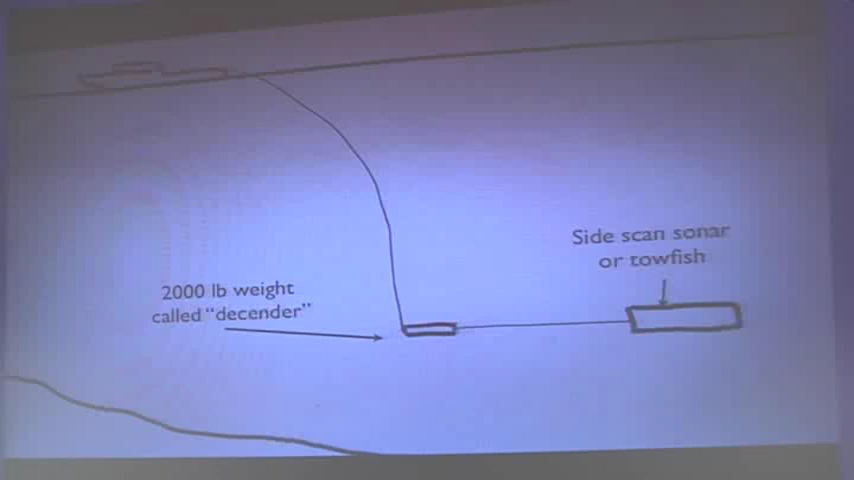 Side scan sonar
or towfish
2000 lb weight
called “decender”